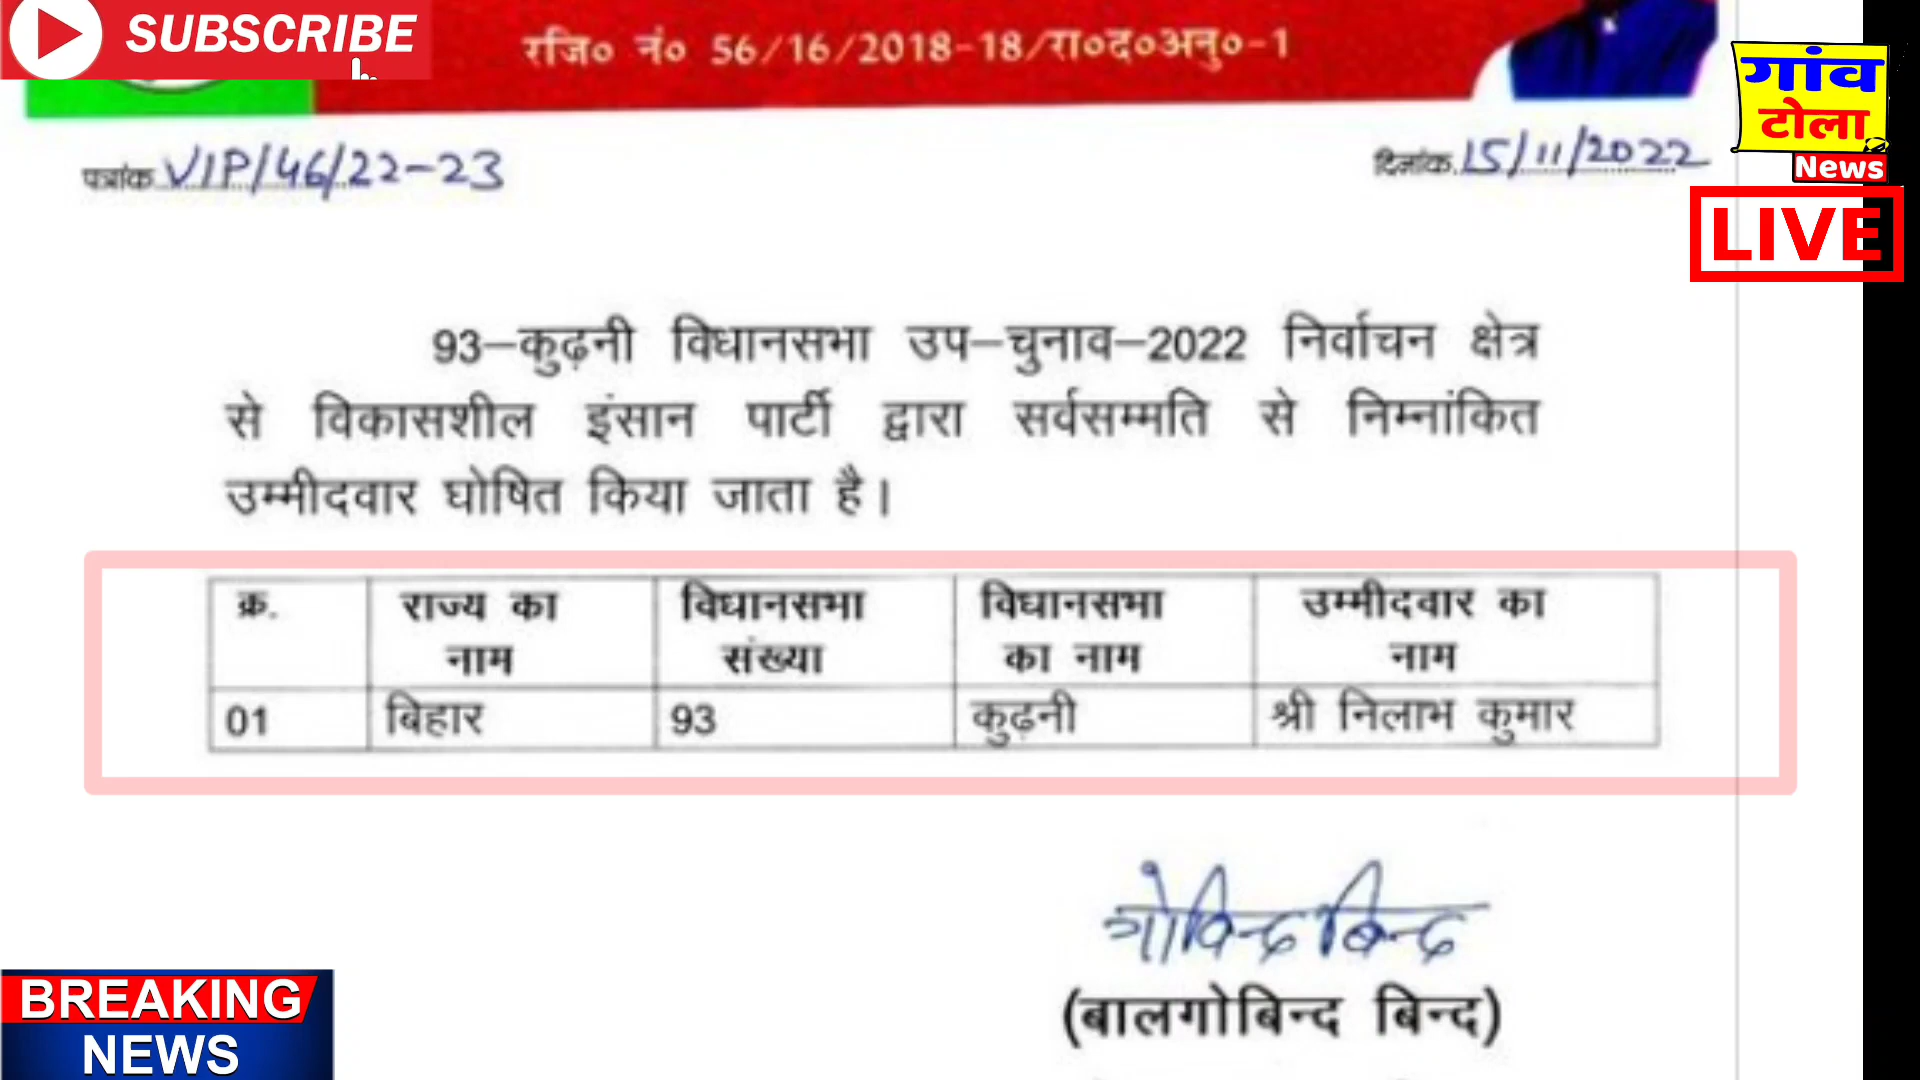 SUBSCRIBE
रजि० नं० 56/16/2018-18/रा०द०अनु०-1
गांव
टोला
News
LIVE
पत्रांक VIP/46/22-23
दिनांक 15/11/2022
93–कुढ़नी विधानसभा उप–चुनाव–2022 निर्वाचन क्षेत्र
से विकासशील इंसान पार्टी द्वारा सर्वसम्मति से निम्नांकित
उम्मीदवार घोषित किया जाता है।
क्र. राज्य का नाम विधानसभा संख्या विधानसभा का नाम उम्मीदवार का नाम
01 बिहार 93 कुढ़नी श्री निलाभ कुमार
गोविन्द बिन्द
(बालगोबिन्द बिन्द)
BREAKING
NEWS